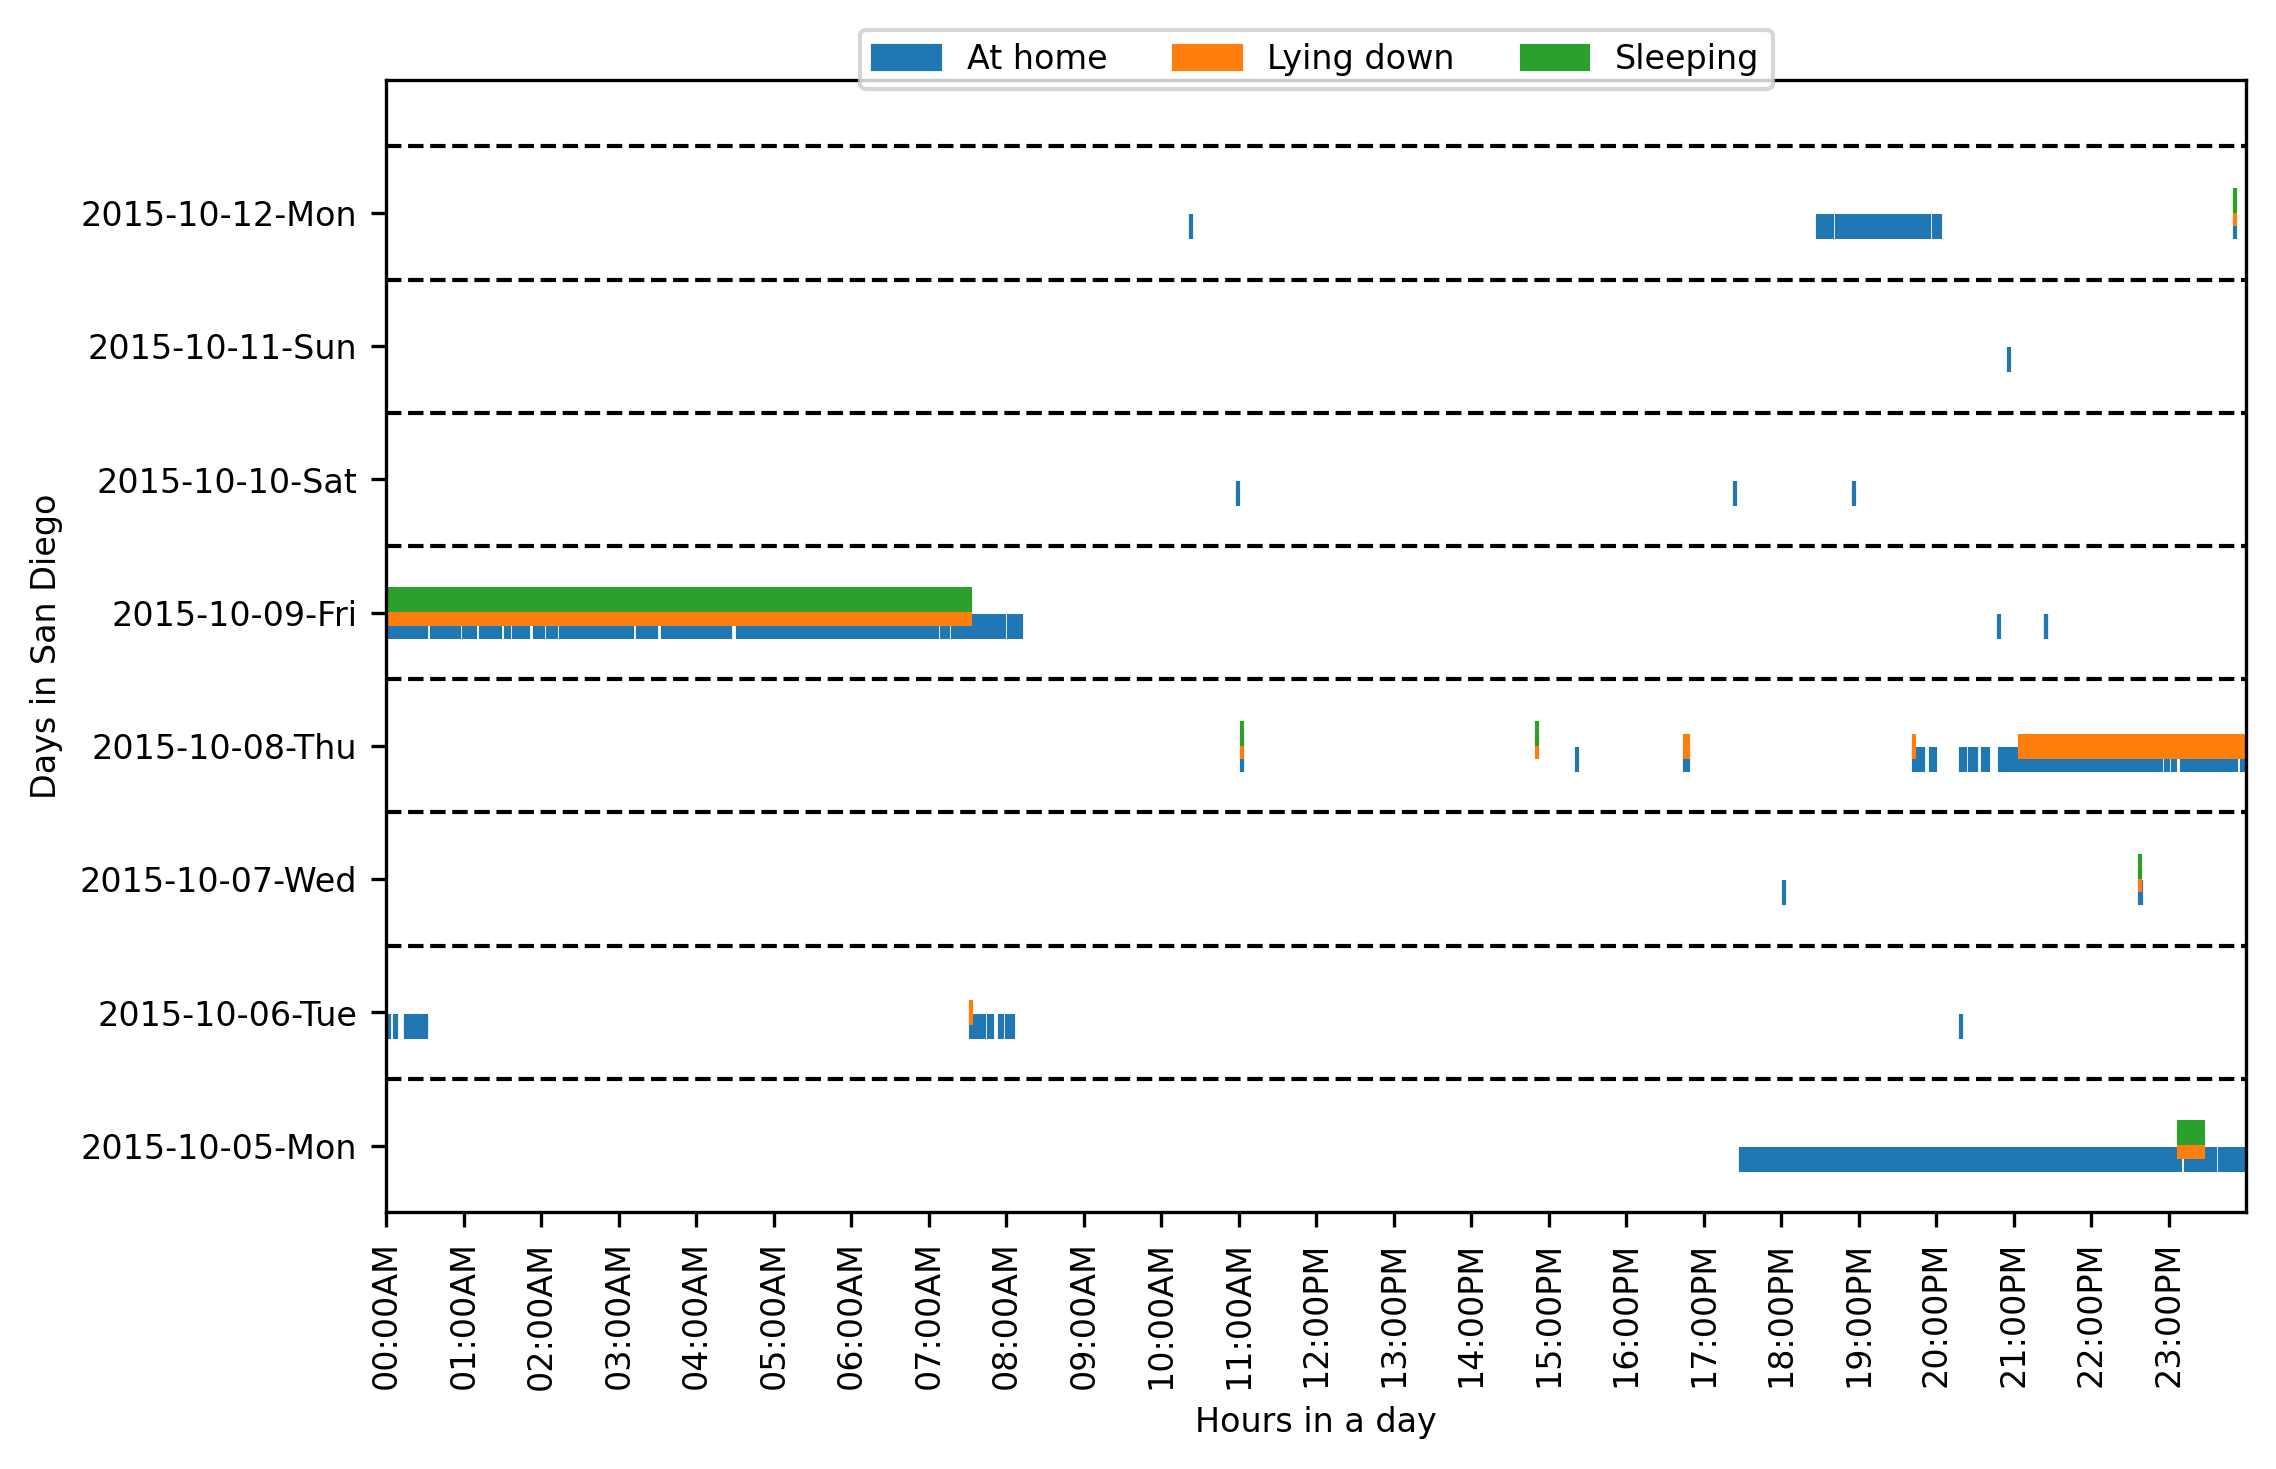 At home Lying down Sleeping
Days in San Diego
2015-10-12-Mon
2015-10-11-Sun
2015-10-10-Sat
2015-10-09-Fri
2015-10-08-Thu
2015-10-07-Wed
2015-10-06-Tue
2015-10-05-Mon
00:00AM
01:00AM
02:00AM
03:00AM
04:00AM
05:00AM
06:00AM
07:00AM
08:00AM
09:00AM
10:00AM
11:00AM
12:00PM
13:00PM
14:00PM
15:00PM
16:00PM
17:00PM
18:00PM
19:00PM
20:00PM
21:00PM
22:00PM
23:00PM
Hours in a day